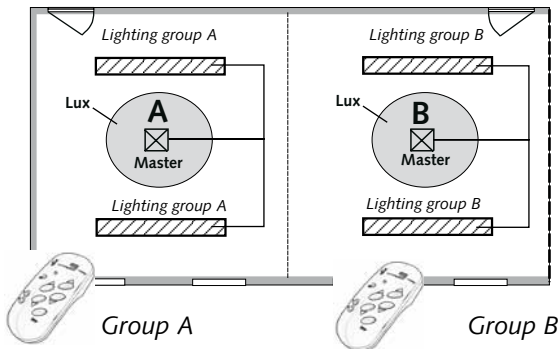 Lighting group A
Lighting group B
Lux
A
Master
Lux
B
Master
Lighting group A
Lighting group B
Group A
Group B